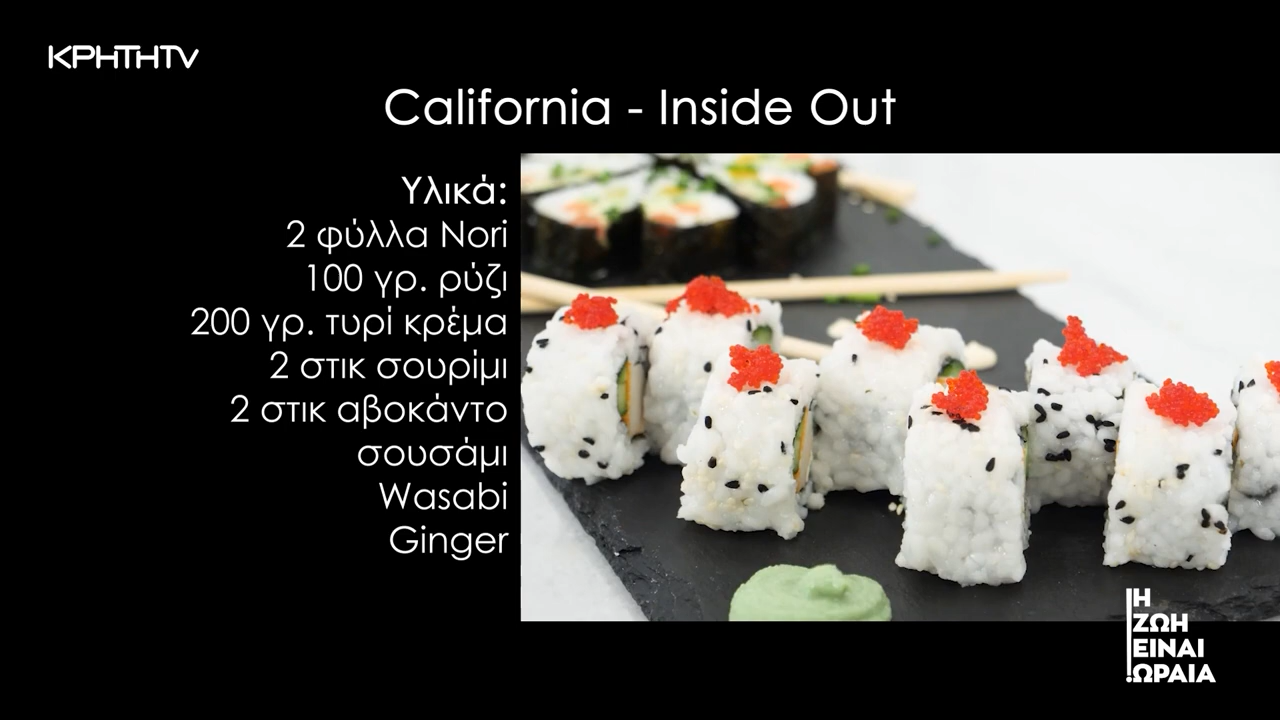 ΚΡΗΤΗTV
California - Inside Out
Υλικά:
2 φύλλα Nori
100 γρ. ρύζι
200 γρ. τυρί κρέμα
2 στικ σουρίμι
2 στικ αβοκάντο
σουσάμι
Wasabi
Ginger
Η
ΖΩΗ
ΕΙΝΑΙ
ΩΡΑΙΑ